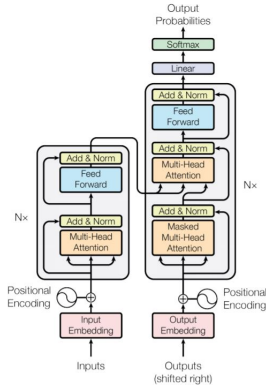 Output
Probabilities
Softmax
Linear
Add & Norm
Feed
Forward
Add & Norm
Multi-Head
Attention
Add & Norm
Masked
Multi-Head
Attention
N×
Add & Norm
Feed
Forward
Add & Norm
Multi-Head
Attention
N×
Positional
Encoding
Positional
Encoding
Input
Embedding
Output
Embedding
Inputs
Outputs
(shifted right)